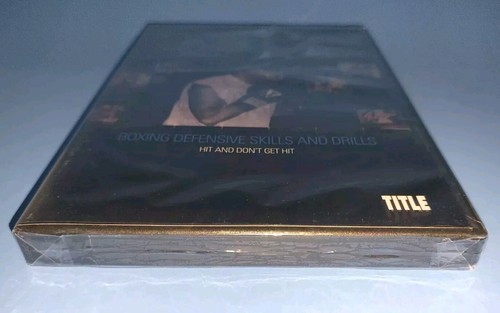 BOXING DEFENSIVE SKILLS AND DRILLS
HIT AND DON'T GET HIT
TITLE